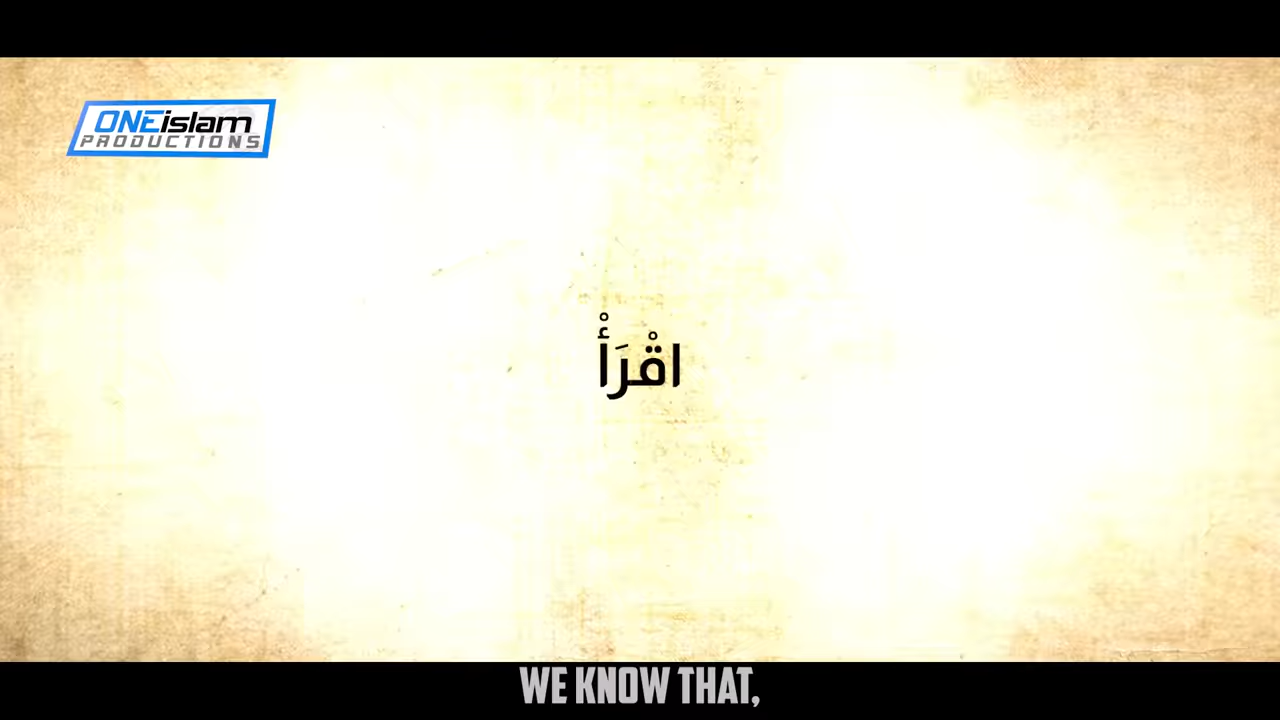 ONEislam
PRODUCTIONS
اقْرَأْ
WE KNOW THAT,